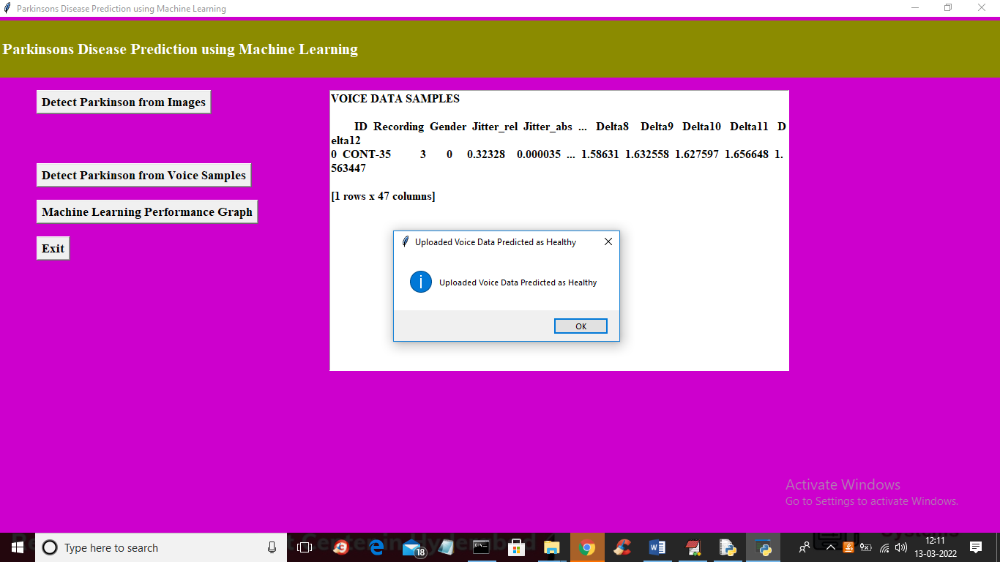 Parkinsons Disease Prediction using Machine Learning
Parkinsons Disease Prediction using Machine Learning
Detect Parkinson from Images
Detect Parkinson from Voice Samples
Machine Learning Performance Graph
Exit
VOICE DATA SAMPLES
ID Recording Gender Jitter_rel Jitter_abs ... Delta8 Delta9 Delta10 Delta11 D
elta12
0 CONT-35 3 0 0.32328 0.000035 ... 1.58631 1.632558 1.627597 1.656648 1.
563447
[1 rows x 47 columns]
Uploaded Voice Data Predicted as Healthy
Uploaded Voice Data Predicted as Healthy
OK
Activate Windows
Go to Settings to activate Windows.
Type here to search
18
12:11
13-03-2022